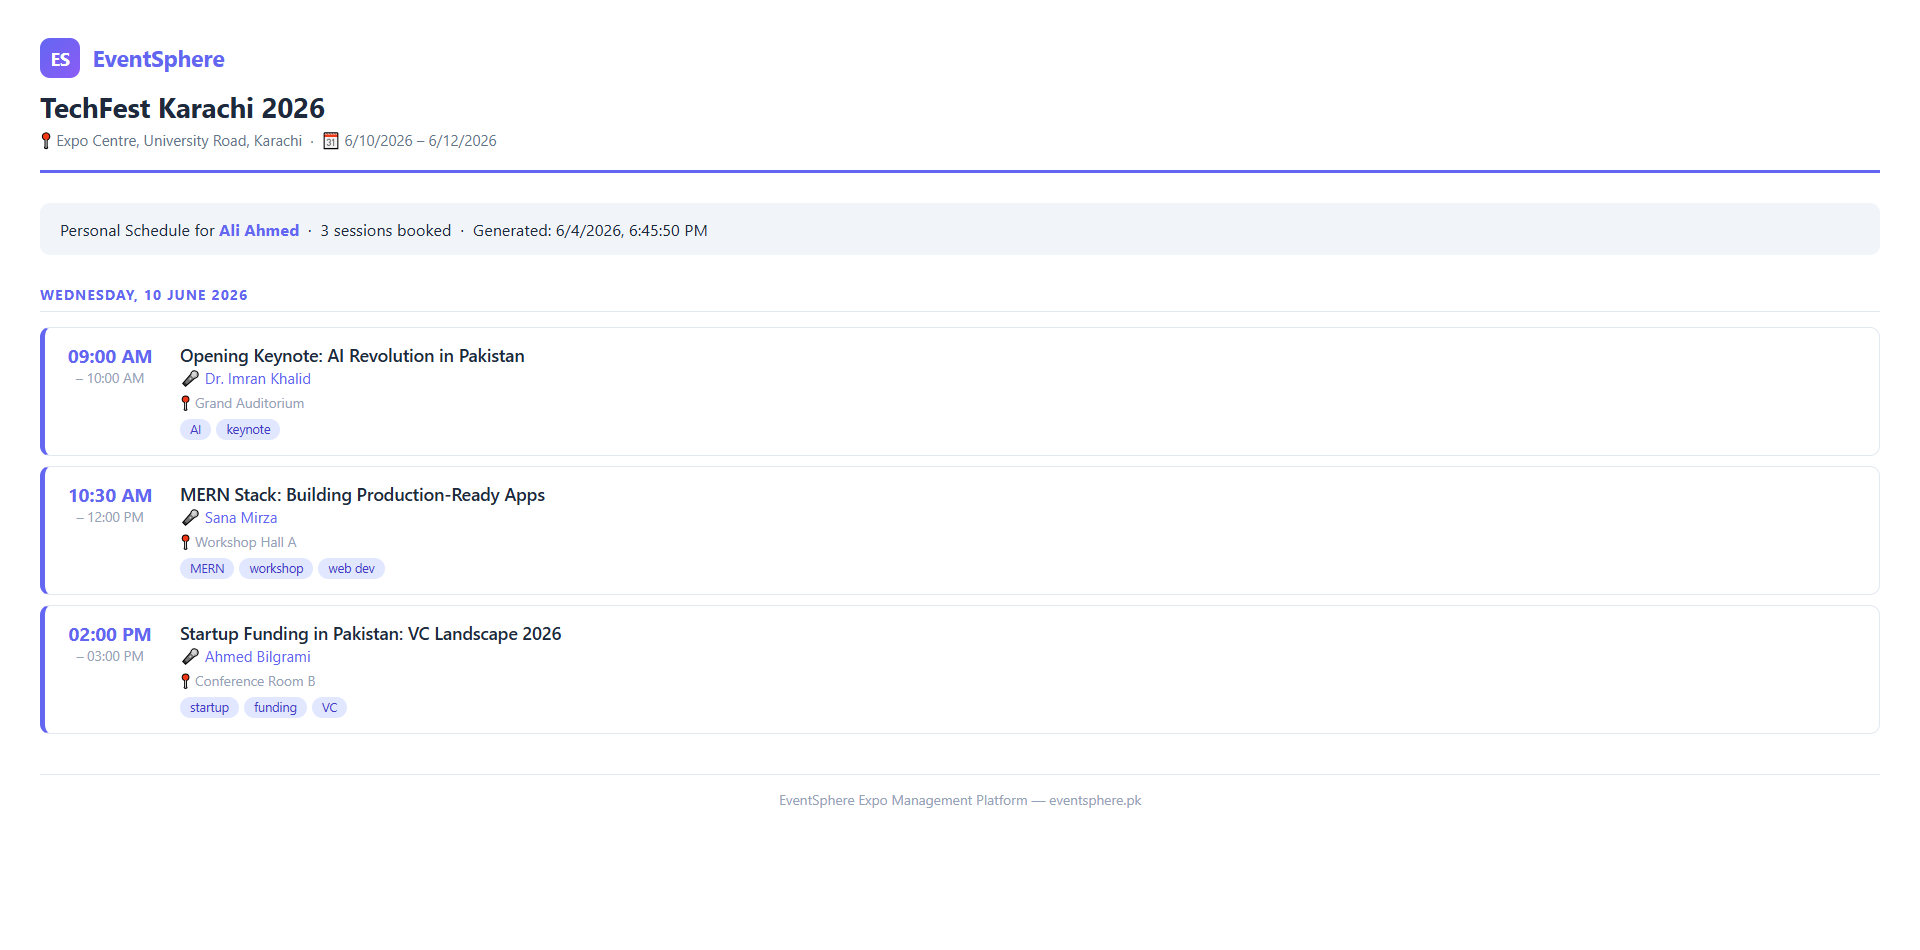 ES EventSphere
TechFest Karachi 2026
📍 Expo Centre, University Road, Karachi · 📅 6/10/2026 – 6/12/2026
Personal Schedule for Ali Ahmed · 3 sessions booked · Generated: 6/4/2026, 6:45:50 PM
WEDNESDAY, 10 JUNE 2026
09:00 AM
– 10:00 AM
Opening Keynote: AI Revolution in Pakistan
🎤 Dr. Imran Khalid
📍 Grand Auditorium
AI keynote
10:30 AM
– 12:00 PM
MERN Stack: Building Production-Ready Apps
🎤 Sana Mirza
📍 Workshop Hall A
MERN workshop web dev
02:00 PM
– 03:00 PM
Startup Funding in Pakistan: VC Landscape 2026
🎤 Ahmed Bilgrami
📍 Conference Room B
startup funding VC
EventSphere Expo Management Platform — eventsphere.pk